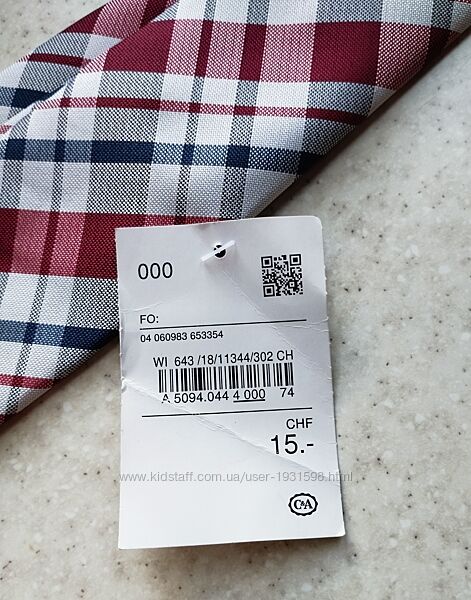 000
FO:
04 060983 653354
WI 643 /18/11344/302 CH
A 5094.044 4 000 74
CHF
15.-
www.kidstaff.com.ua/user-1931598.html
C&A